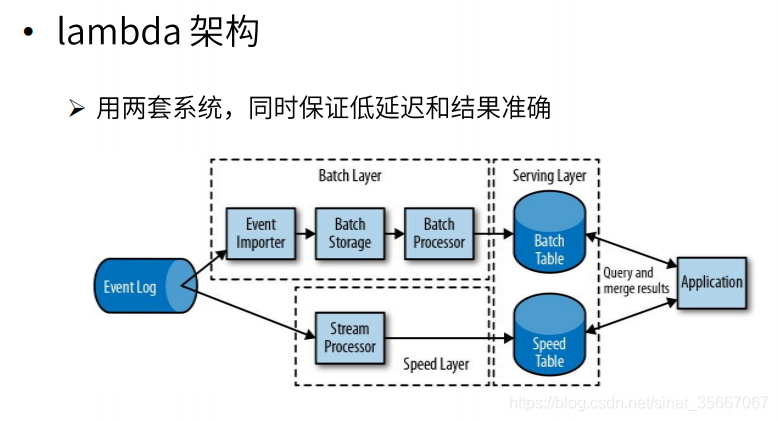 • lambda 架构
➢ 用两套系统，同时保证低延迟和结果准确
Batch Layer
Serving Layer
Event
Importer
Batch
Storage
Batch
Processor
Batch
Table
Event Log
Query and
merge results
Application
Stream
Processor
Speed Layer
Speed
Table
https://blog.csdn.net/sinat_35667067